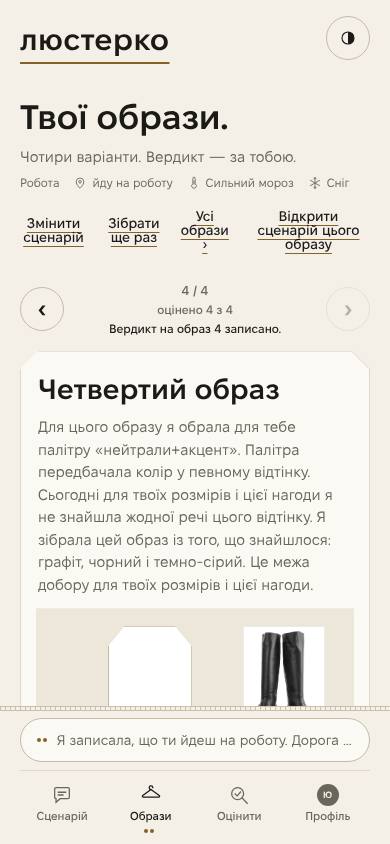 люстерко
Твої образи.
Чотири варіанти. Вердикт — за тобою.
Робота йду на роботу Сильний мороз Сніг
Змінити
сценарій
Зібрати
ще раз
Усі
образи
›
Відкрити
сценарій цього
образу
‹
4 / 4
оцінено 4 з 4
Вердикт на образ 4 записано.
›
Четвертий образ
Для цього образу я обрала для тебе
палітру «нейтрали+акцент». Палітра
передбачала колір у певному відтінку.
Сьогодні для твоїх розмірів і цієї нагоди я
не знайшла жодної речі цього відтінку. Я
зібрала цей образ із того, що знайшлося:
графіт, чорний і темно-сірий. Це межа
добору для твоїх розмірів і цієї нагоди.
Я записала, що ти йдеш на роботу. Дорога ...
Сценарій
Образи
Оцінити
Ю
Профіль